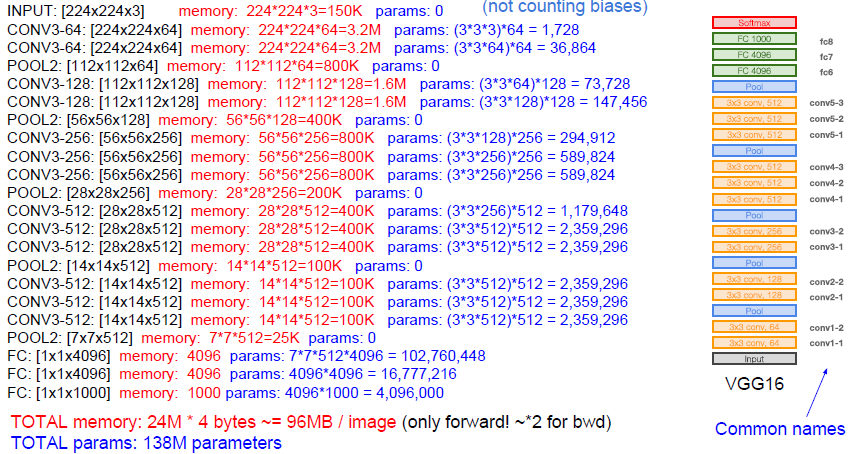 (not counting biases)
INPUT: [224x224x3] memory: 224*224*3=150K params: 0
CONV3-64: [224x224x64] memory: 224*224*64=3.2M params: (3*3*3)*64 = 1,728
CONV3-64: [224x224x64] memory: 224*224*64=3.2M params: (3*3*64)*64 = 36,864
POOL2: [112x112x64] memory: 112*112*64=800K params: 0
CONV3-128: [112x112x128] memory: 112*112*128=1.6M params: (3*3*64)*128 = 73,728
CONV3-128: [112x112x128] memory: 112*112*128=1.6M params: (3*3*128)*128 = 147,456
POOL2: [56x56x128] memory: 56*56*128=400K params: 0
CONV3-256: [56x56x256] memory: 56*56*256=800K params: (3*3*128)*256 = 294,912
CONV3-256: [56x56x256] memory: 56*56*256=800K params: (3*3*256)*256 = 589,824
CONV3-256: [56x56x256] memory: 56*56*256=800K params: (3*3*256)*256 = 589,824
POOL2: [28x28x256] memory: 28*28*256=200K params: 0
CONV3-512: [28x28x512] memory: 28*28*512=400K params: (3*3*256)*512 = 1,179,648
CONV3-512: [28x28x512] memory: 28*28*512=400K params: (3*3*512)*512 = 2,359,296
CONV3-512: [28x28x512] memory: 28*28*512=400K params: (3*3*512)*512 = 2,359,296
POOL2: [14x14x512] memory: 14*14*512=100K params: 0
CONV3-512: [14x14x512] memory: 14*14*512=100K params: (3*3*512)*512 = 2,359,296
CONV3-512: [14x14x512] memory: 14*14*512=100K params: (3*3*512)*512 = 2,359,296
CONV3-512: [14x14x512] memory: 14*14*512=100K params: (3*3*512)*512 = 2,359,296
POOL2: [7x7x512] memory: 7*7*512=25K params: 0
FC: [1x1x4096] memory: 4096 params: 7*7*512*4096 = 102,760,448
FC: [1x1x4096] memory: 4096 params: 4096*4096 = 16,777,216
FC: [1x1x1000] memory: 1000 params: 4096*1000 = 4,096,000
TOTAL memory: 24M * 4 bytes ~= 96MB / image (only forward! ~*2 for bwd)
TOTAL params: 138M parameters
Softmax
FC 1000 fc8
FC 4096 fc7
FC 4096 fc6
Pool
3x3 conv, 512 conv5-3
3x3 conv, 512 conv5-2
3x3 conv, 512 conv5-1
Pool
3x3 conv, 512 conv4-3
3x3 conv, 512 conv4-2
3x3 conv, 512 conv4-1
Pool
3x3 conv, 256 conv3-2
3x3 conv, 256 conv3-1
Pool
3x3 conv, 128 conv2-2
3x3 conv, 128 conv2-1
Pool
3x3 conv, 64 conv1-2
3x3 conv, 64 conv1-1
Input
VGG16
Common names